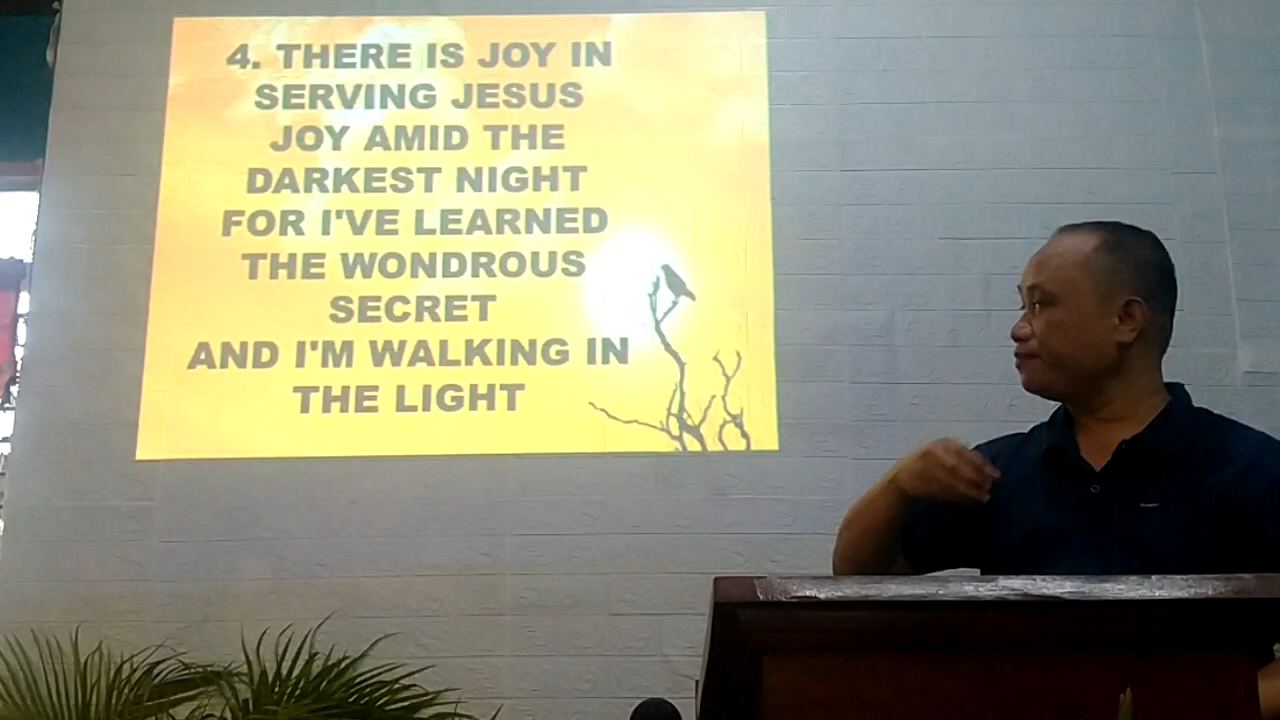 4. THERE IS JOY IN
SERVING JESUS
JOY AMID THE
DARKEST NIGHT
FOR I'VE LEARNED
THE WONDROUS
SECRET
AND I'M WALKING IN
THE LIGHT